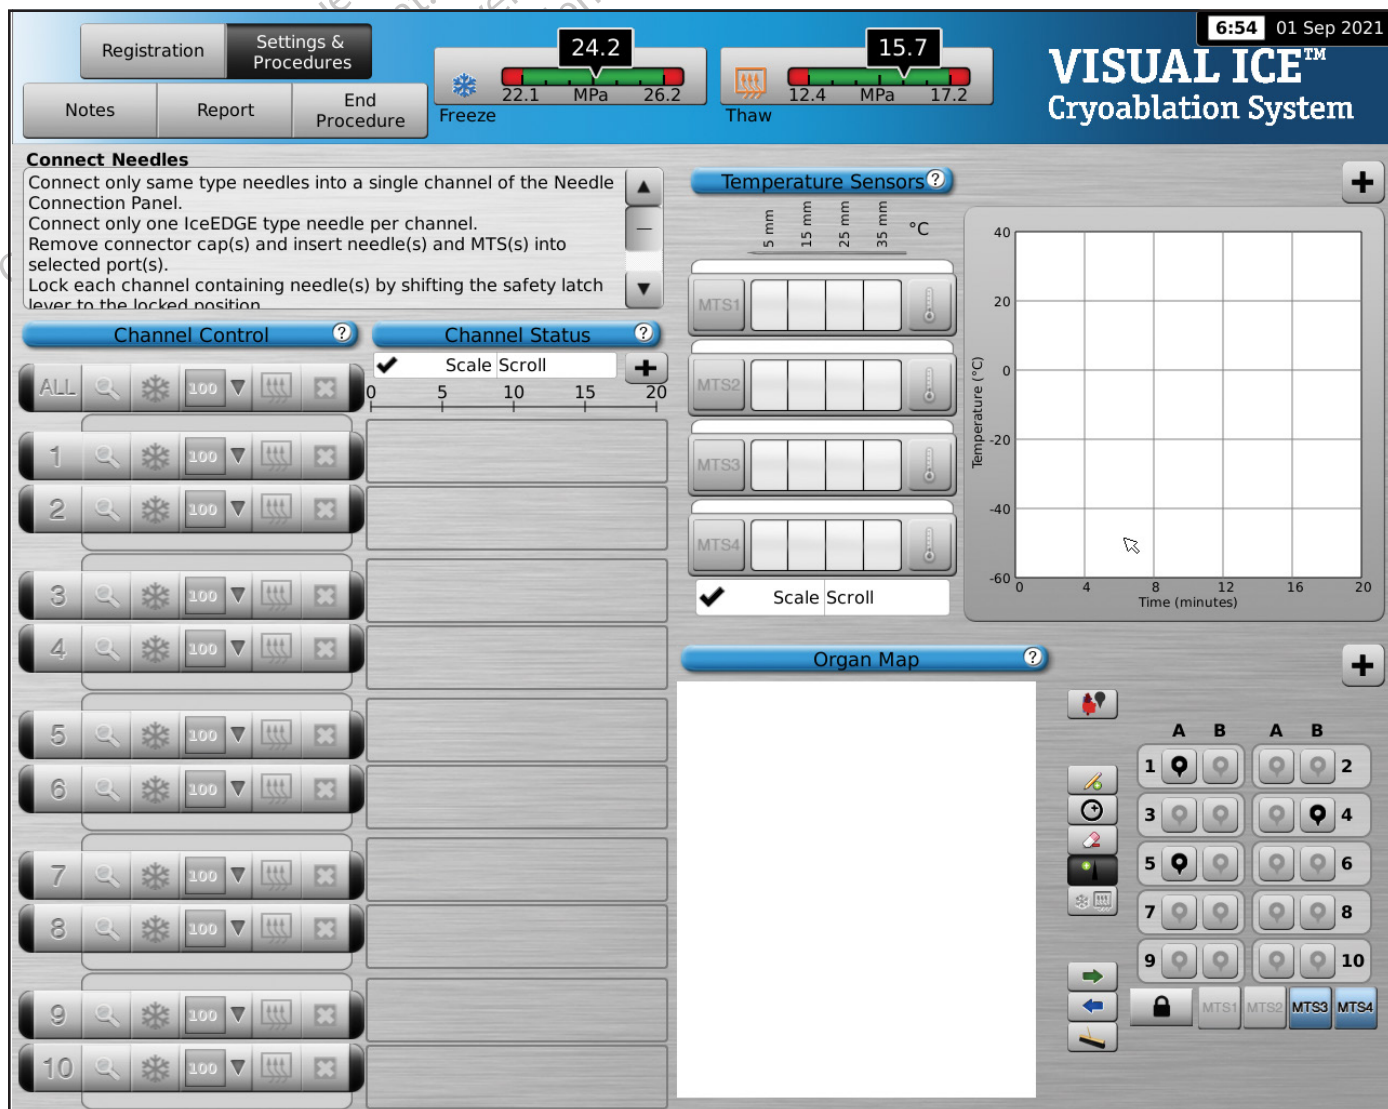 6:54 01 Sep 2021
Registration
Settings & Procedures
Notes
Report
End Procedure
24.2
22.1 MPa 26.2
Freeze
15.7
12.4 MPa 17.2
Thaw
VISUAL ICE™
Cryoablation System
Connect Needles
Connect only same type needles into a single channel of the Needle
Connection Panel.
Connect only one IceEDGE type needle per channel.
Remove connector cap(s) and insert needle(s) and MTS(s) into
selected port(s).
Lock each channel containing needle(s) by shifting the safety latch
lever to the locked position
Channel Control ?
Channel Status ?
Scale Scroll
0 5 10 15 20
ALL 100
1 100
2 100
3 100
4 100
5 100
6 100
7 100
8 100
9 100
10 100
Temperature Sensors ?
5 mm 15 mm 25 mm 35 mm °C
MTS1
MTS2
MTS3
MTS4
Scale Scroll
Temperature (°C)
40
20
0
-20
-40
-60
0 4 8 12 16 20
Time (minutes)
Organ Map ?
A B A B
1 2
3 4
5 6
7 8
9 10
MTS1 MTS2 MTS3 MTS4